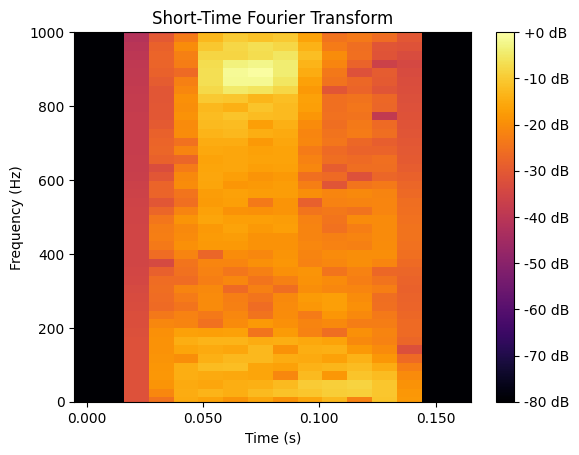 Short-Time Fourier Transform
1000
800
600
400
200
0
Frequency (Hz)
0.000
0.050
0.100
0.150
Time (s)
+0 dB
-10 dB
-20 dB
-30 dB
-40 dB
-50 dB
-60 dB
-70 dB
-80 dB